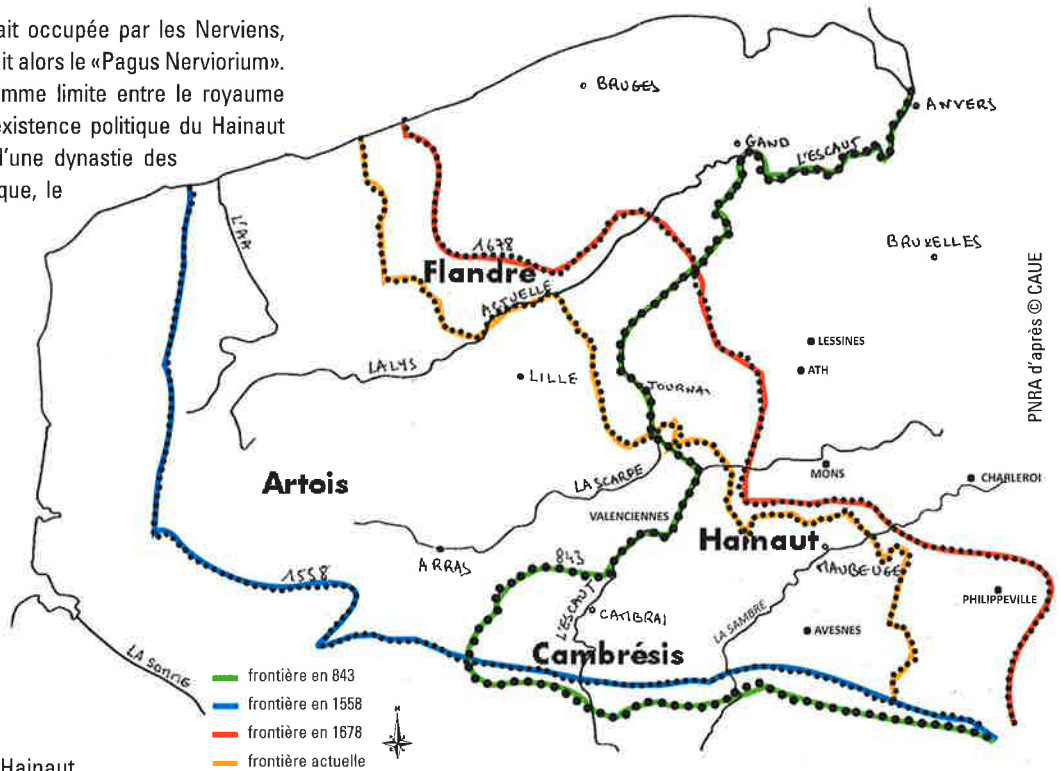 ait occupée par les Nerviens,
it alors le «Pagus Nerviorium».
mme limite entre le royaume
existence politique du Hainaut
d'une dynastie des
que, le
BRUGES
ANVERS
GAND
L'ESCAUT
L'AA
BRUXELLES
1678
Flandre
ACTUELLE
LESSINES
ATH
LA LYS
LILLE
TOURNAI
PNRA d'après © CAUE
Artois
LA SCARPE
MONS
CHARLEROI
VALENCIENNES
Hainaut
ARRAS
843
MAUBEUGE
1558
L'ESCAUT
CAMBRAI
PHILIPPEVILLE
LA SAMBRE
AVESNES
Cambrésis
LA Somme
frontière en 843
frontière en 1558
frontière en 1678
frontière actuelle
N
Hainaut